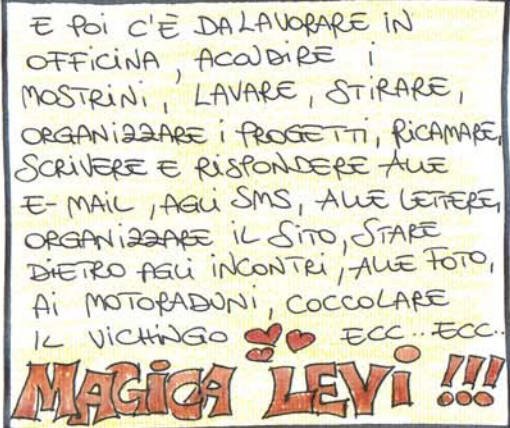 E POI C'È DA LAVORARE IN
OFFICINA, ACCUDIRE I
MOSTRINI, LAVARE, STIRARE,
ORGANIZZARE I PROGETTI, RICAMARE,
SCRIVERE E RISPONDERE ALLE
E-MAIL, AGLI SMS, ALLE LETTERE,
ORGANIZZARE IL SITO, STARE
DIETRO AGLI INCONTRI, ALLE FOTO,
AI MOTORADUNI, COCCOLARE
IL VICHINGO ECC... ECC..
MAGICA LEVI !!!